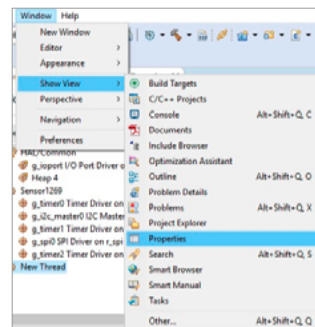 Window Help
New Window
Editor
Appearance
Show View
Perspective
Navigation
Preferences
Build Targets
C/C++ Projects
Console Alt+Shift+Q, C
Documents
Include Browser
Optimization Assistant
Outline Alt+Shift+Q, O
Problem Details
Problems Alt+Shift+Q, X
Project Explorer
Properties
Search Alt+Shift+Q, S
Smart Browser
Smart Manual
Tasks
Other... Alt+Shift+Q, Q
HAL/Common
g_ioport I/O Port Driver o
Heap 4
Sensor1269
g_timer0 Timer Driver on
g_i2c_master0 I2C Master
g_timer1 Timer Driver on
g_spi0 SPI Driver on r_spi
g_timer2 Timer Driver on
New Thread